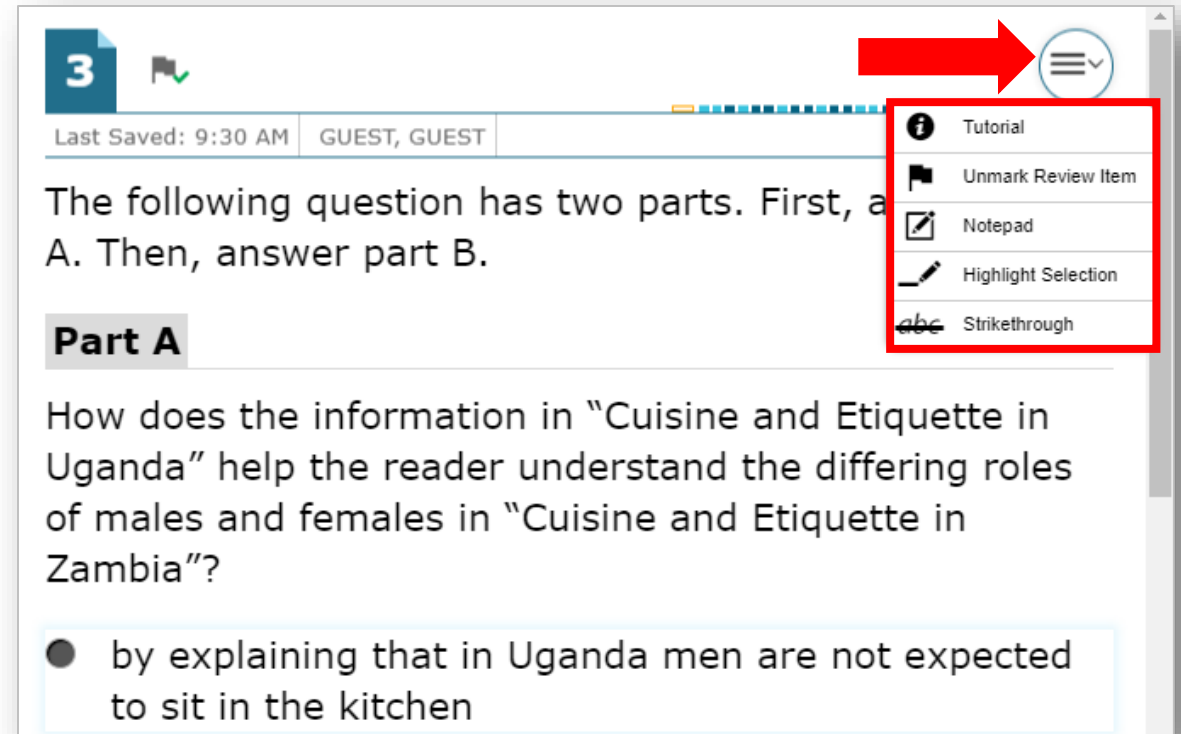 3
Last Saved: 9:30 AM GUEST, GUEST
Tutorial
Unmark Review Item
Notepad
Highlight Selection
abc Strikethrough
The following question has two parts. First, a
A. Then, answer part B.
Part A
How does the information in “Cuisine and Etiquette in
Uganda” help the reader understand the differing roles
of males and females in “Cuisine and Etiquette in
Zambia”?
by explaining that in Uganda men are not expected
to sit in the kitchen